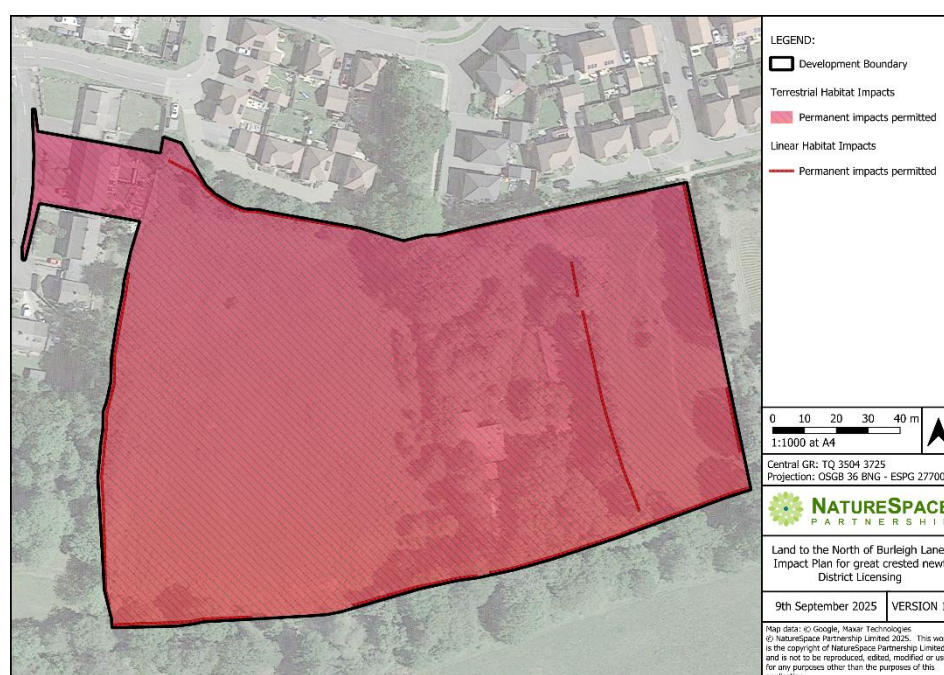 LEGEND:
Development Boundary
Terrestrial Habitat Impacts
Permanent impacts permitted
Linear Habitat Impacts
Permanent impacts permitted
0 10 20 30 40 m
1:1000 at A4
Central GR: TQ 3504 3725
Projection: OSGB 36 BNG - ESPG 27700
NATURESPACE
PARTNERSHI
Land to the North of Burleigh Lane
Impact Plan for great crested newt
District Licensing
9th September 2025 VERSION 1
Map data: © Google, Maxar Technologies
© NatureSpace Partnership Limited 2025. This wor
is the copyright of NatureSpace Partnership Limited
and is not to be reproduced, edited, modified or us
for any purposes other than the purposes of this